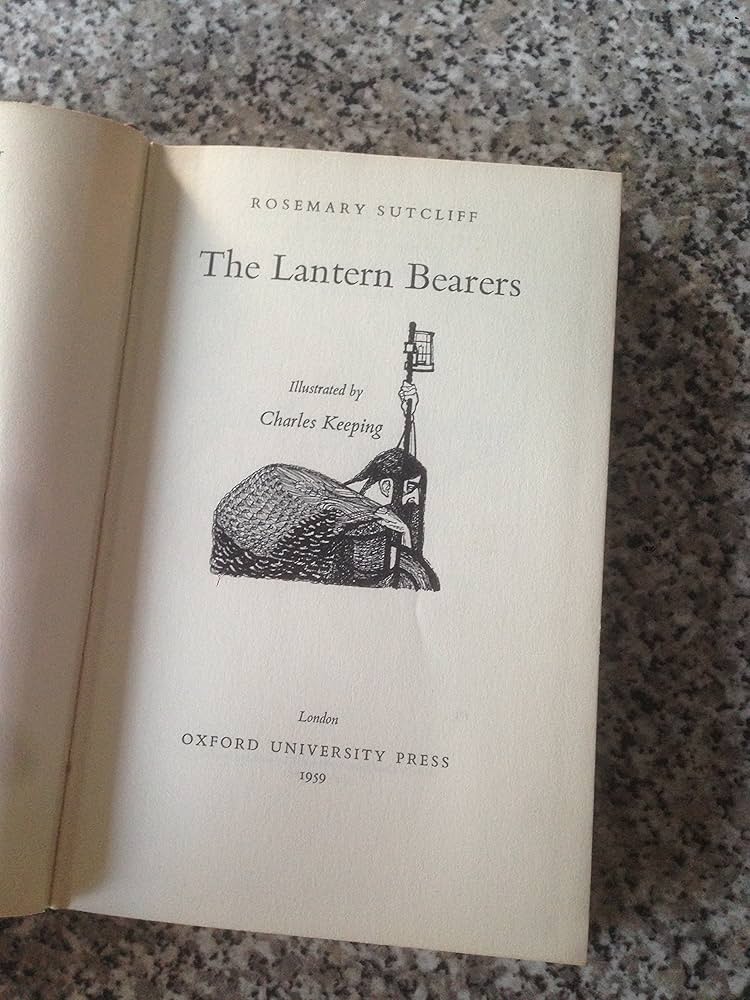 ROSEMARY SUTCLIFF
The Lantern Bearers
Illustrated by
Charles Keeping
London
OXFORD UNIVERSITY PRESS
1959